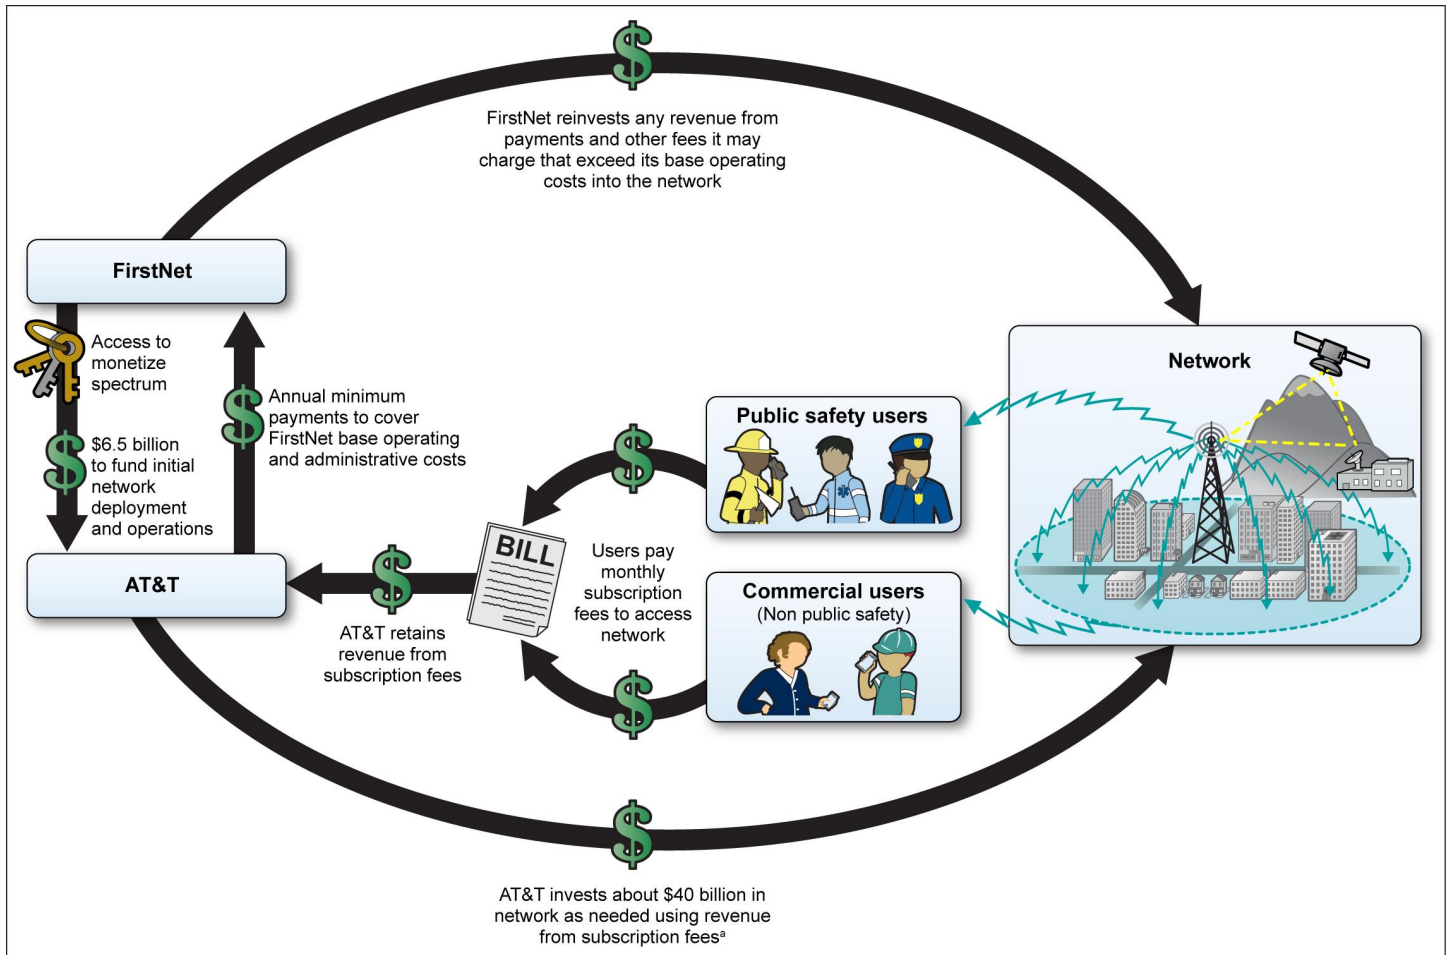 FirstNet reinvests any revenue from
payments and other fees it may
charge that exceed its base operating
costs into the network
FirstNet
Access to
monetize
spectrum
$6.5 billion
to fund initial
network
deployment
and operations
Annual minimum
payments to cover
FirstNet base operating
and administrative costs
AT&T
BILL
AT&T retains
revenue from
subscription fees
Users pay
monthly
subscription
fees to access
network
Public safety users
Commercial users
(Non public safety)
Network
AT&T invests about $40 billion in
network as needed using revenue
from subscription feesᵃ